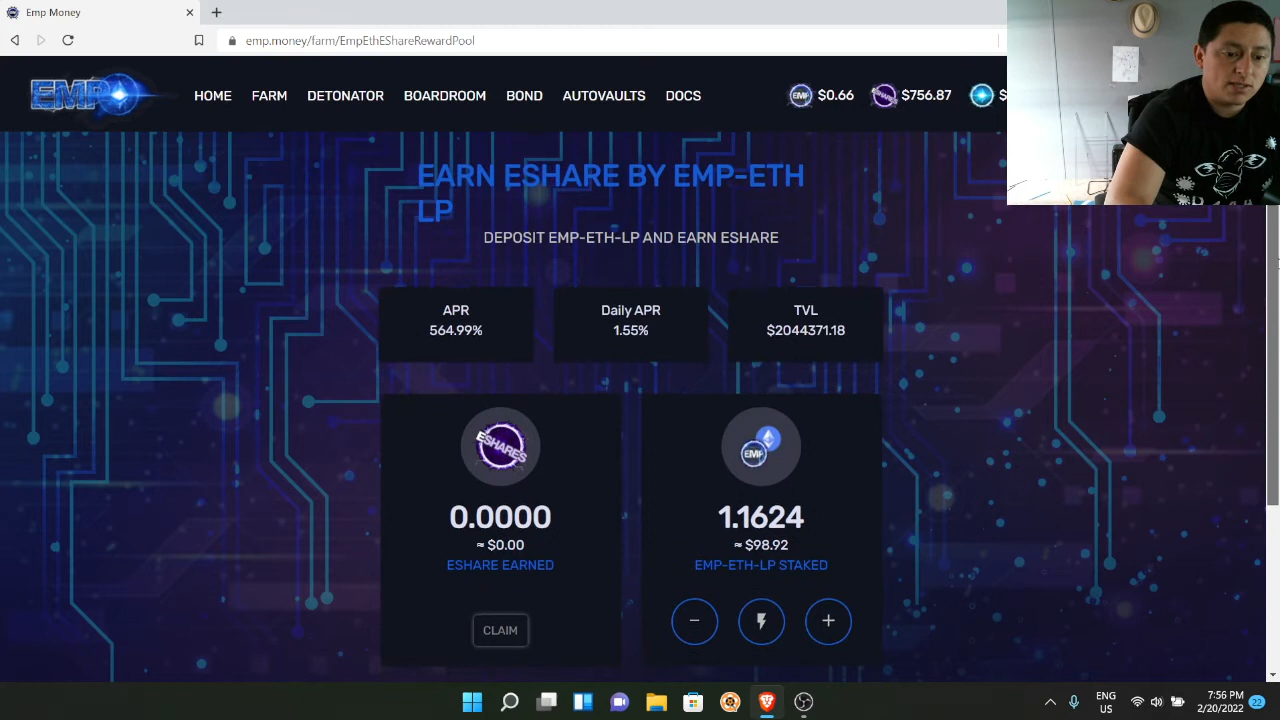 Emp Money
emp.money/farm/EmpEthEShareRewardPool
EMP
HOME FARM DETONATOR BOARDROOM BOND AUTOVAULTS DOCS
EMP $0.66 $756.87 $
EARN ESHARE BY EMP-ETH
LP
DEPOSIT EMP-ETH-LP AND EARN ESHARE
APR Daily APR TVL
564.99% 1.55% $2044371.18
ESHARES EMP
0.0000 1.1624
≈ $0.00 ≈ $98.92
ESHARE EARNED EMP-ETH-LP STAKED
CLAIM
ENG 7:56 PM
US 2/20/2022 22